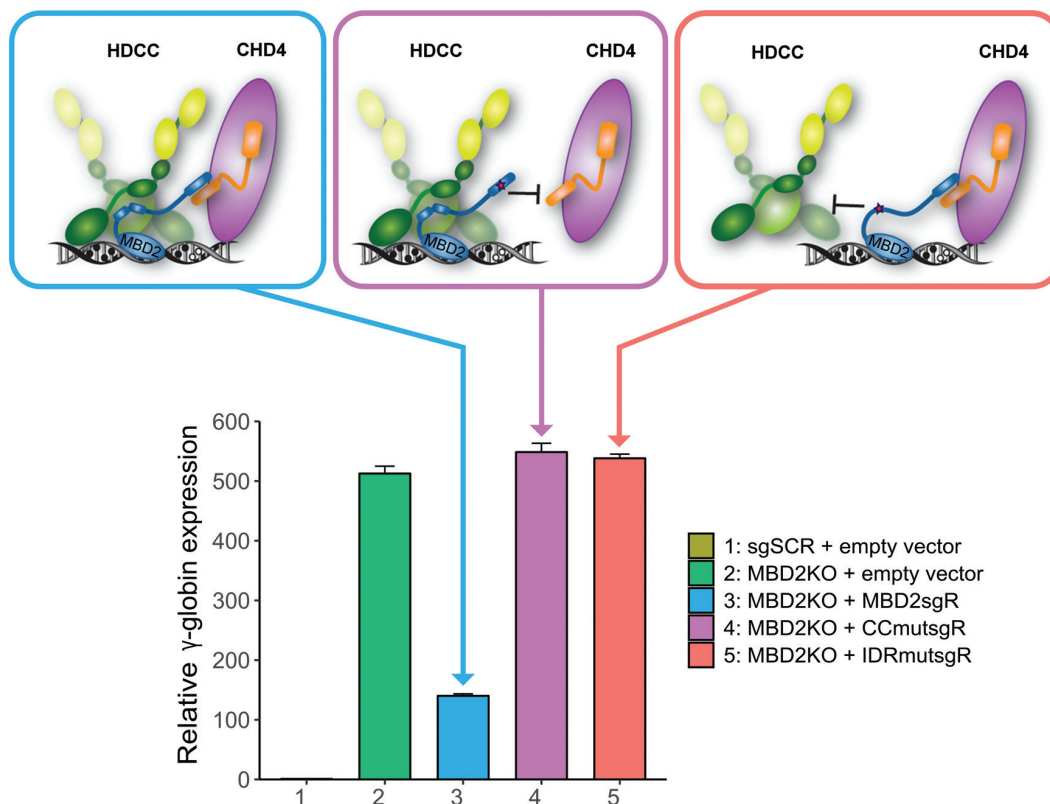 HDCC
CHD4
MBD2
HDCC
CHD4
MBD2
HDCC
CHD4
MBD2
Relative γ-globin expression
600
500
400
300
200
100
0
1
2
3
4
5
1: sgSCR + empty vector
2: MBD2KO + empty vector
3: MBD2KO + MBD2sgR
4: MBD2KO + CCmutsgR
5: MBD2KO + IDRmutsgR